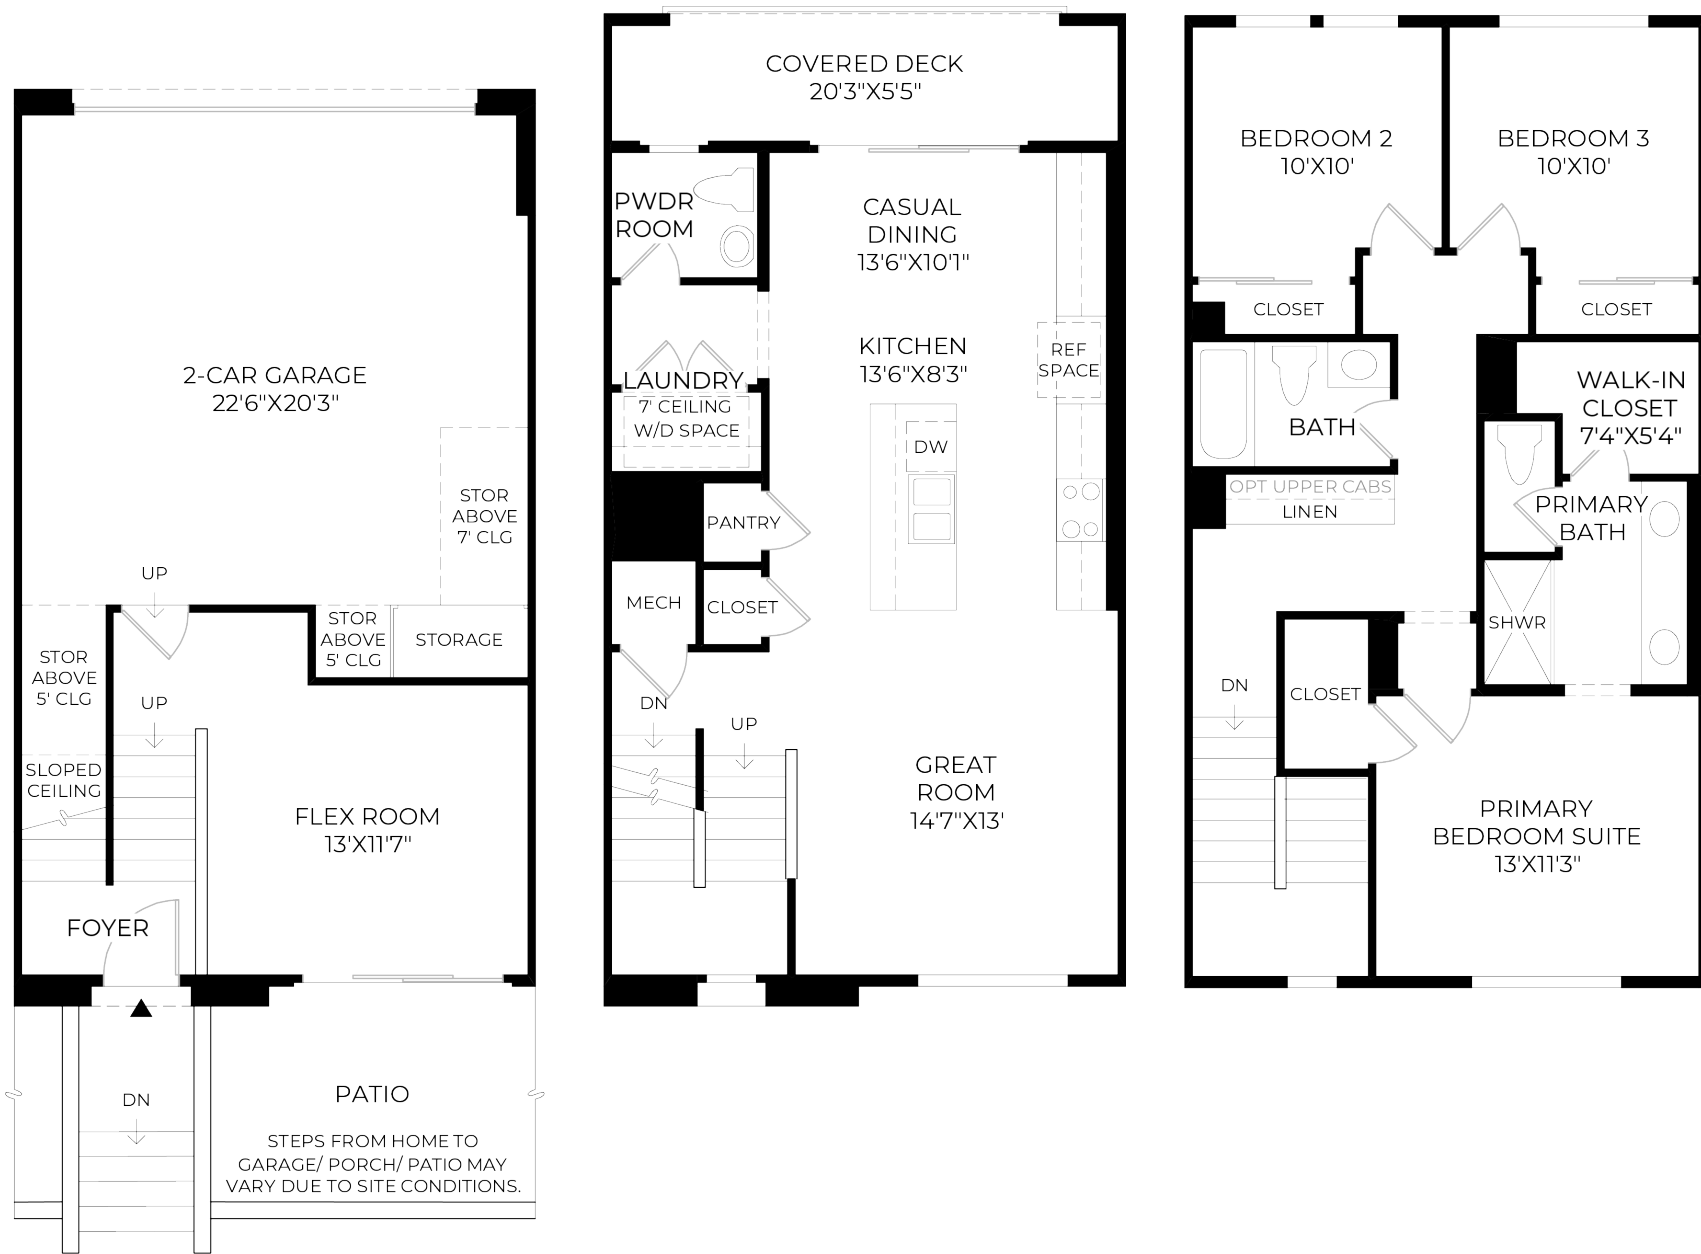 2-CAR GARAGE
22'6"X20'3"
STOR
ABOVE
7' CLG
UP
STOR
ABOVE
5' CLG
STORAGE
STOR
ABOVE
5' CLG
UP
SLOPED
CEILING
FLEX ROOM
13'X11'7"
FOYER
DN
PATIO
STEPS FROM HOME TO
GARAGE/ PORCH/ PATIO MAY
VARY DUE TO SITE CONDITIONS.
COVERED DECK
20'3"X5'5"
PWDR
ROOM
CASUAL
DINING
13'6"X10'1"
KITCHEN
13'6"X8'3"
REF
SPACE
LAUNDRY
7' CEILING
W/D SPACE
DW
PANTRY
MECH
CLOSET
DN
UP
GREAT
ROOM
14'7"X13'
BEDROOM 2
10'X10'
BEDROOM 3
10'X10'
CLOSET
CLOSET
WALK-IN
CLOSET
7'4"X5'4"
BATH
OPT UPPER CABS
LINEN
PRIMARY
BATH
SHWR
DN
CLOSET
PRIMARY
BEDROOM SUITE
13'X11'3"